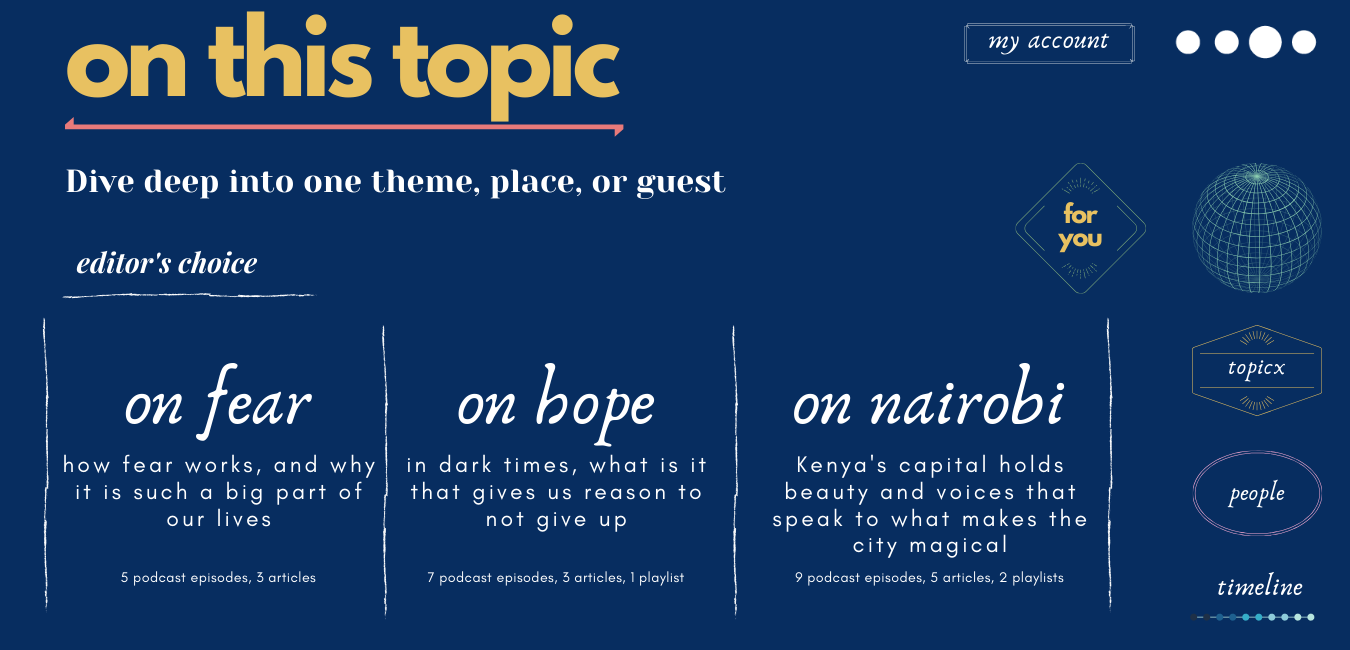 on this topic
my account
Dive deep into one theme, place, or guest
for
you
editor's choice
on fear
how fear works, and why
it is such a big part of
our lives
5 podcast episodes, 3 articles
on hope
in dark times, what is it
that gives us reason to
not give up
7 podcast episodes, 3 articles, 1 playlist
on nairobi
Kenya's capital holds
beauty and voices that
speak to what makes the
city magical
9 podcast episodes, 5 articles, 2 playlists
topicx
people
timeline